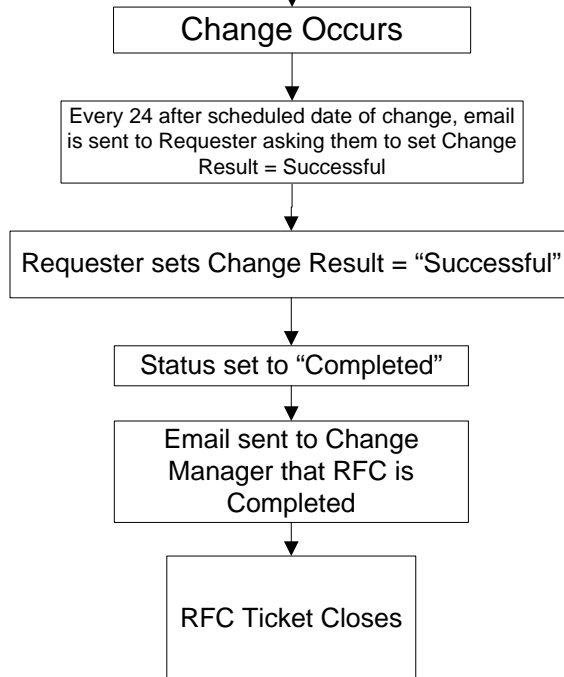 Change Occurs
Every 24 after scheduled date of change, email
is sent to Requester asking them to set Change
Result = Successful
Requester sets Change Result = “Successful”
Status set to “Completed”
Email sent to Change
Manager that RFC is
Completed
RFC Ticket Closes